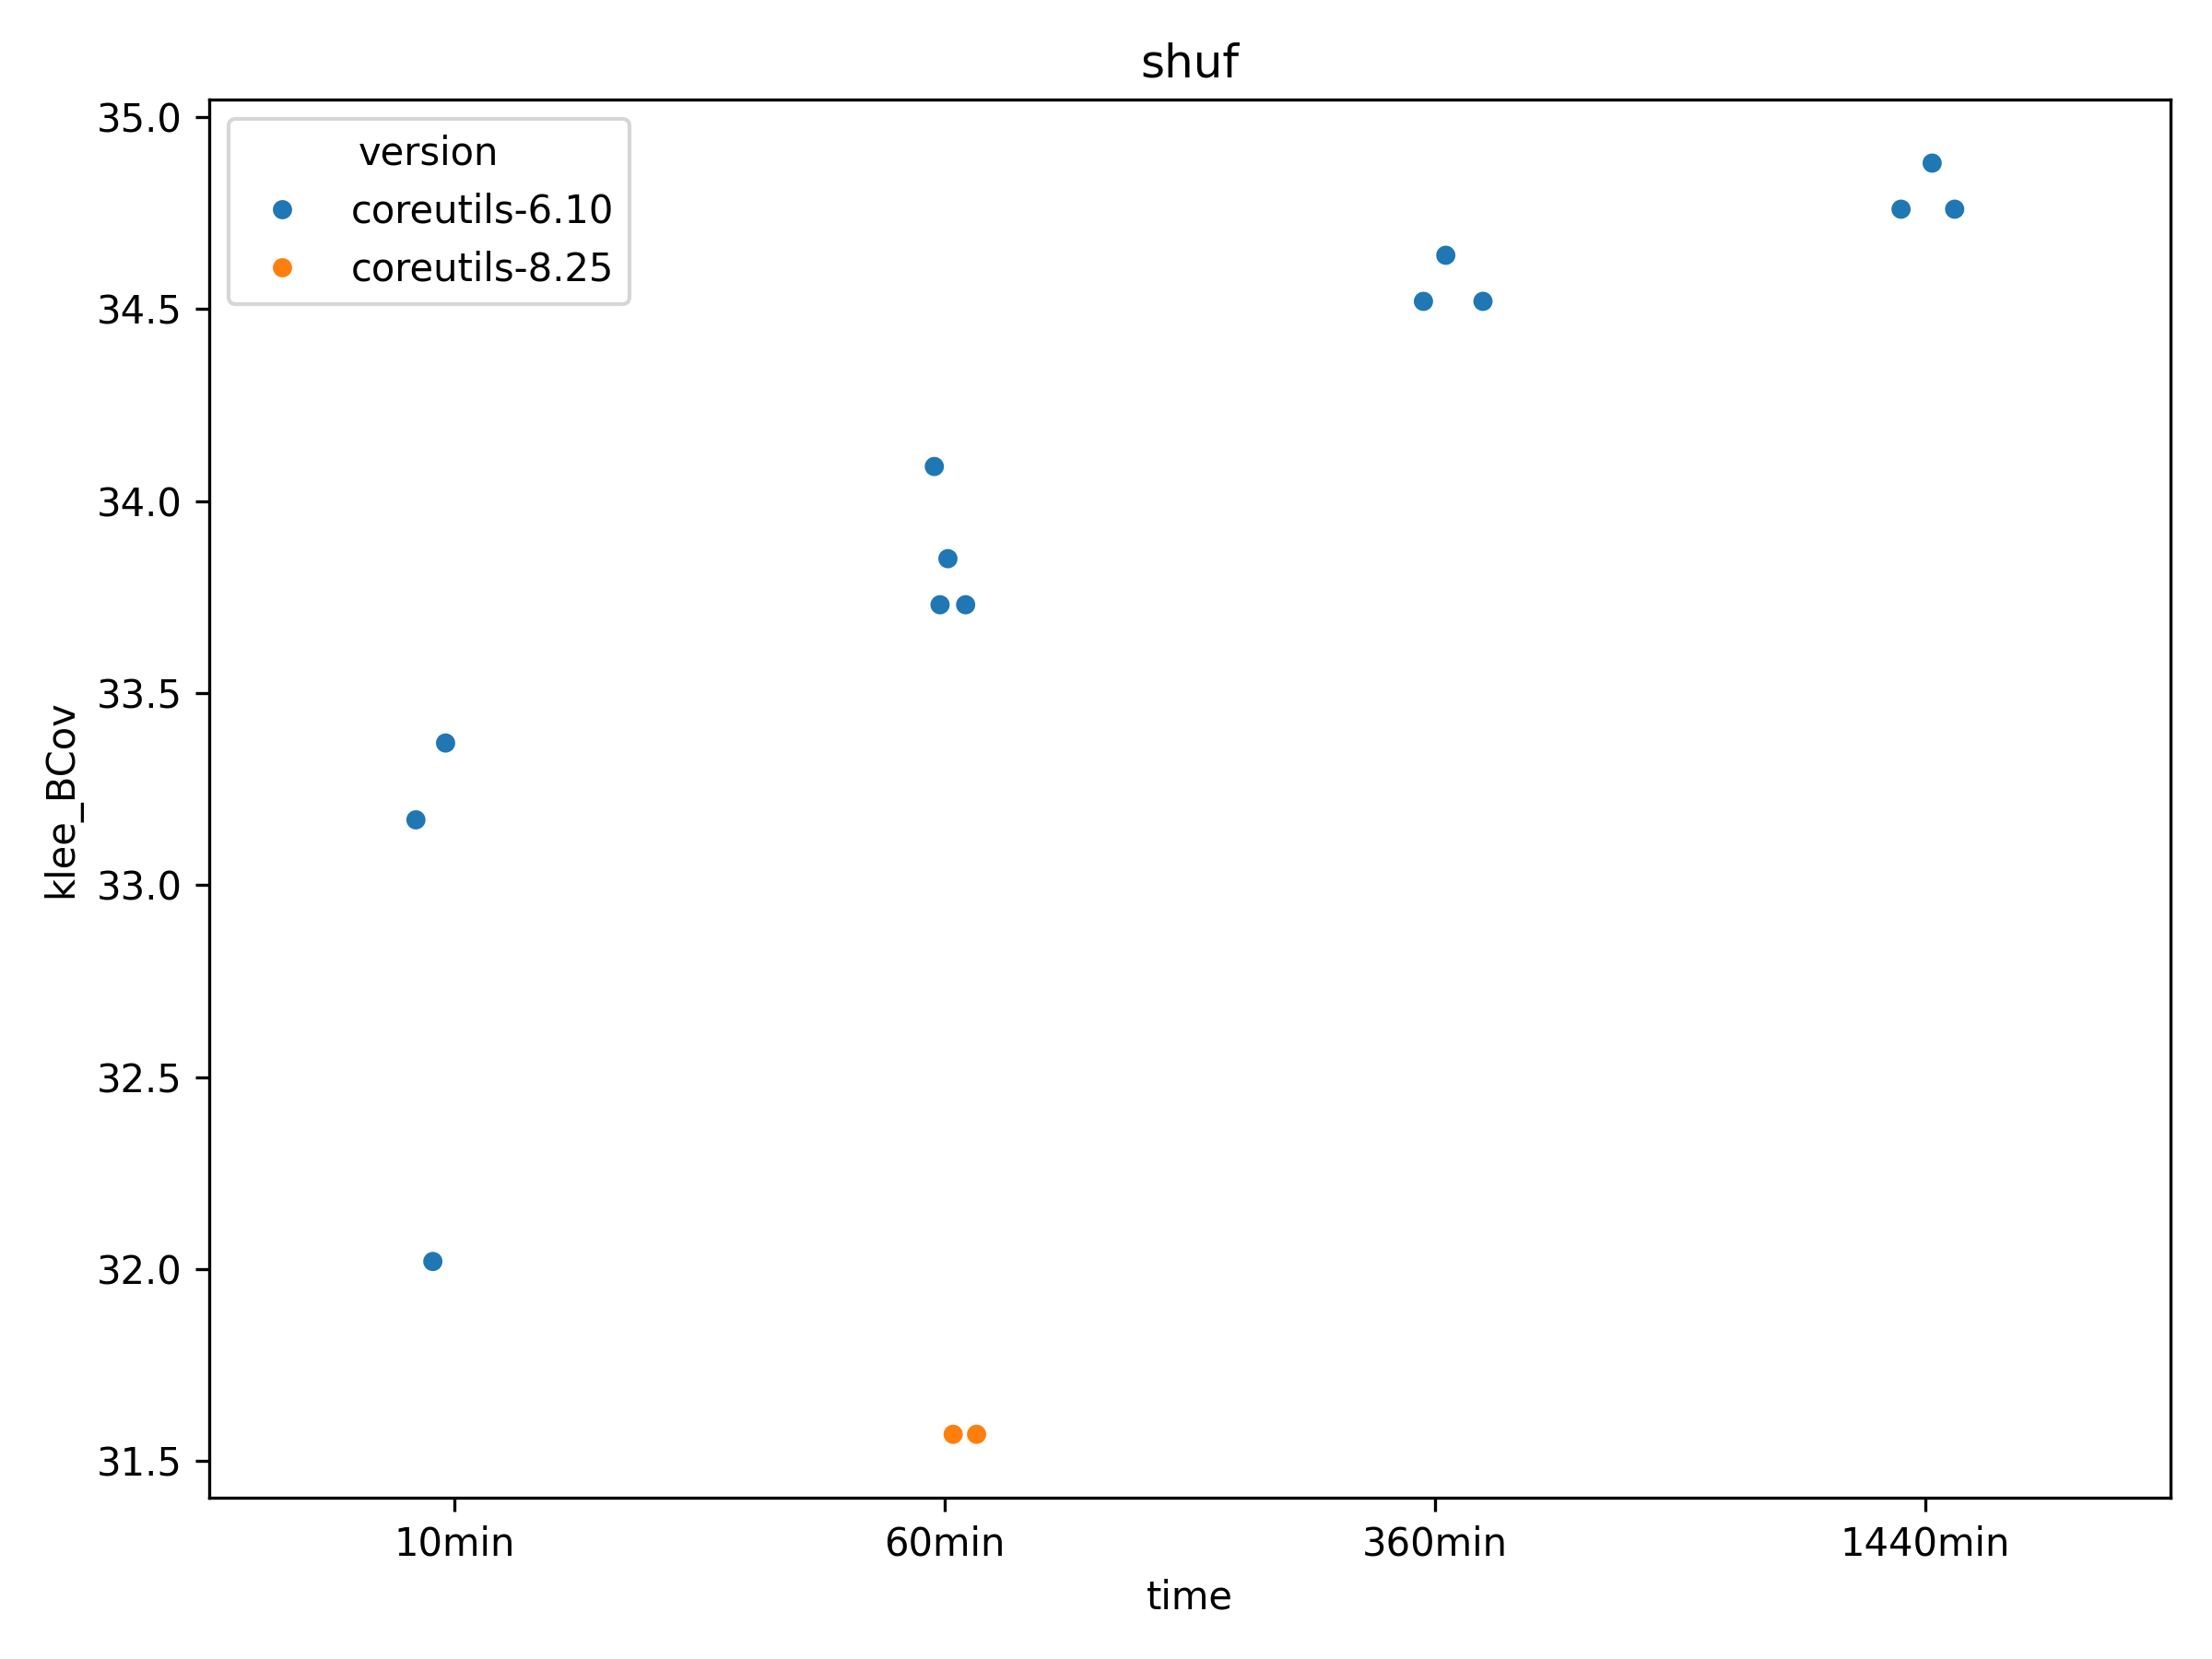 shuf
version
coreutils-6.10
coreutils-8.25
35.0
34.5
34.0
33.5
33.0
32.5
32.0
31.5
klee_BCov
10min
60min
360min
1440min
time